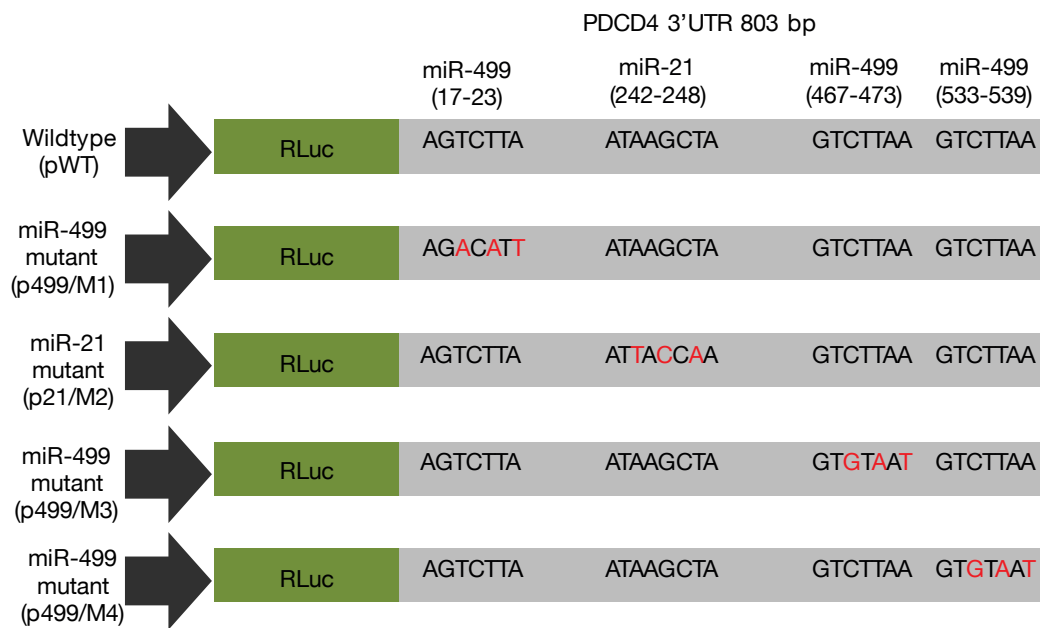 PDCD4 3'UTR 803 bp
miR-499 miR-21 miR-499 miR-499
(17-23) (242-248) (467-473) (533-539)
Wildtype
(pWT)
RLuc AGTCTTA ATAAGCTA GTCTTAA GTCTTAA
miR-499
mutant
(p499/M1)
RLuc AGACATT ATAAGCTA GTCTTAA GTCTTAA
miR-21
mutant
(p21/M2)
RLuc AGTCTTA ATTACCAA GTCTTAA GTCTTAA
miR-499
mutant
(p499/M3)
RLuc AGTCTTA ATAAGCTA GTGTAAT GTCTTAA
miR-499
mutant
(p499/M4)
RLuc AGTCTTA ATAAGCTA GTCTTAA GTGTAAT